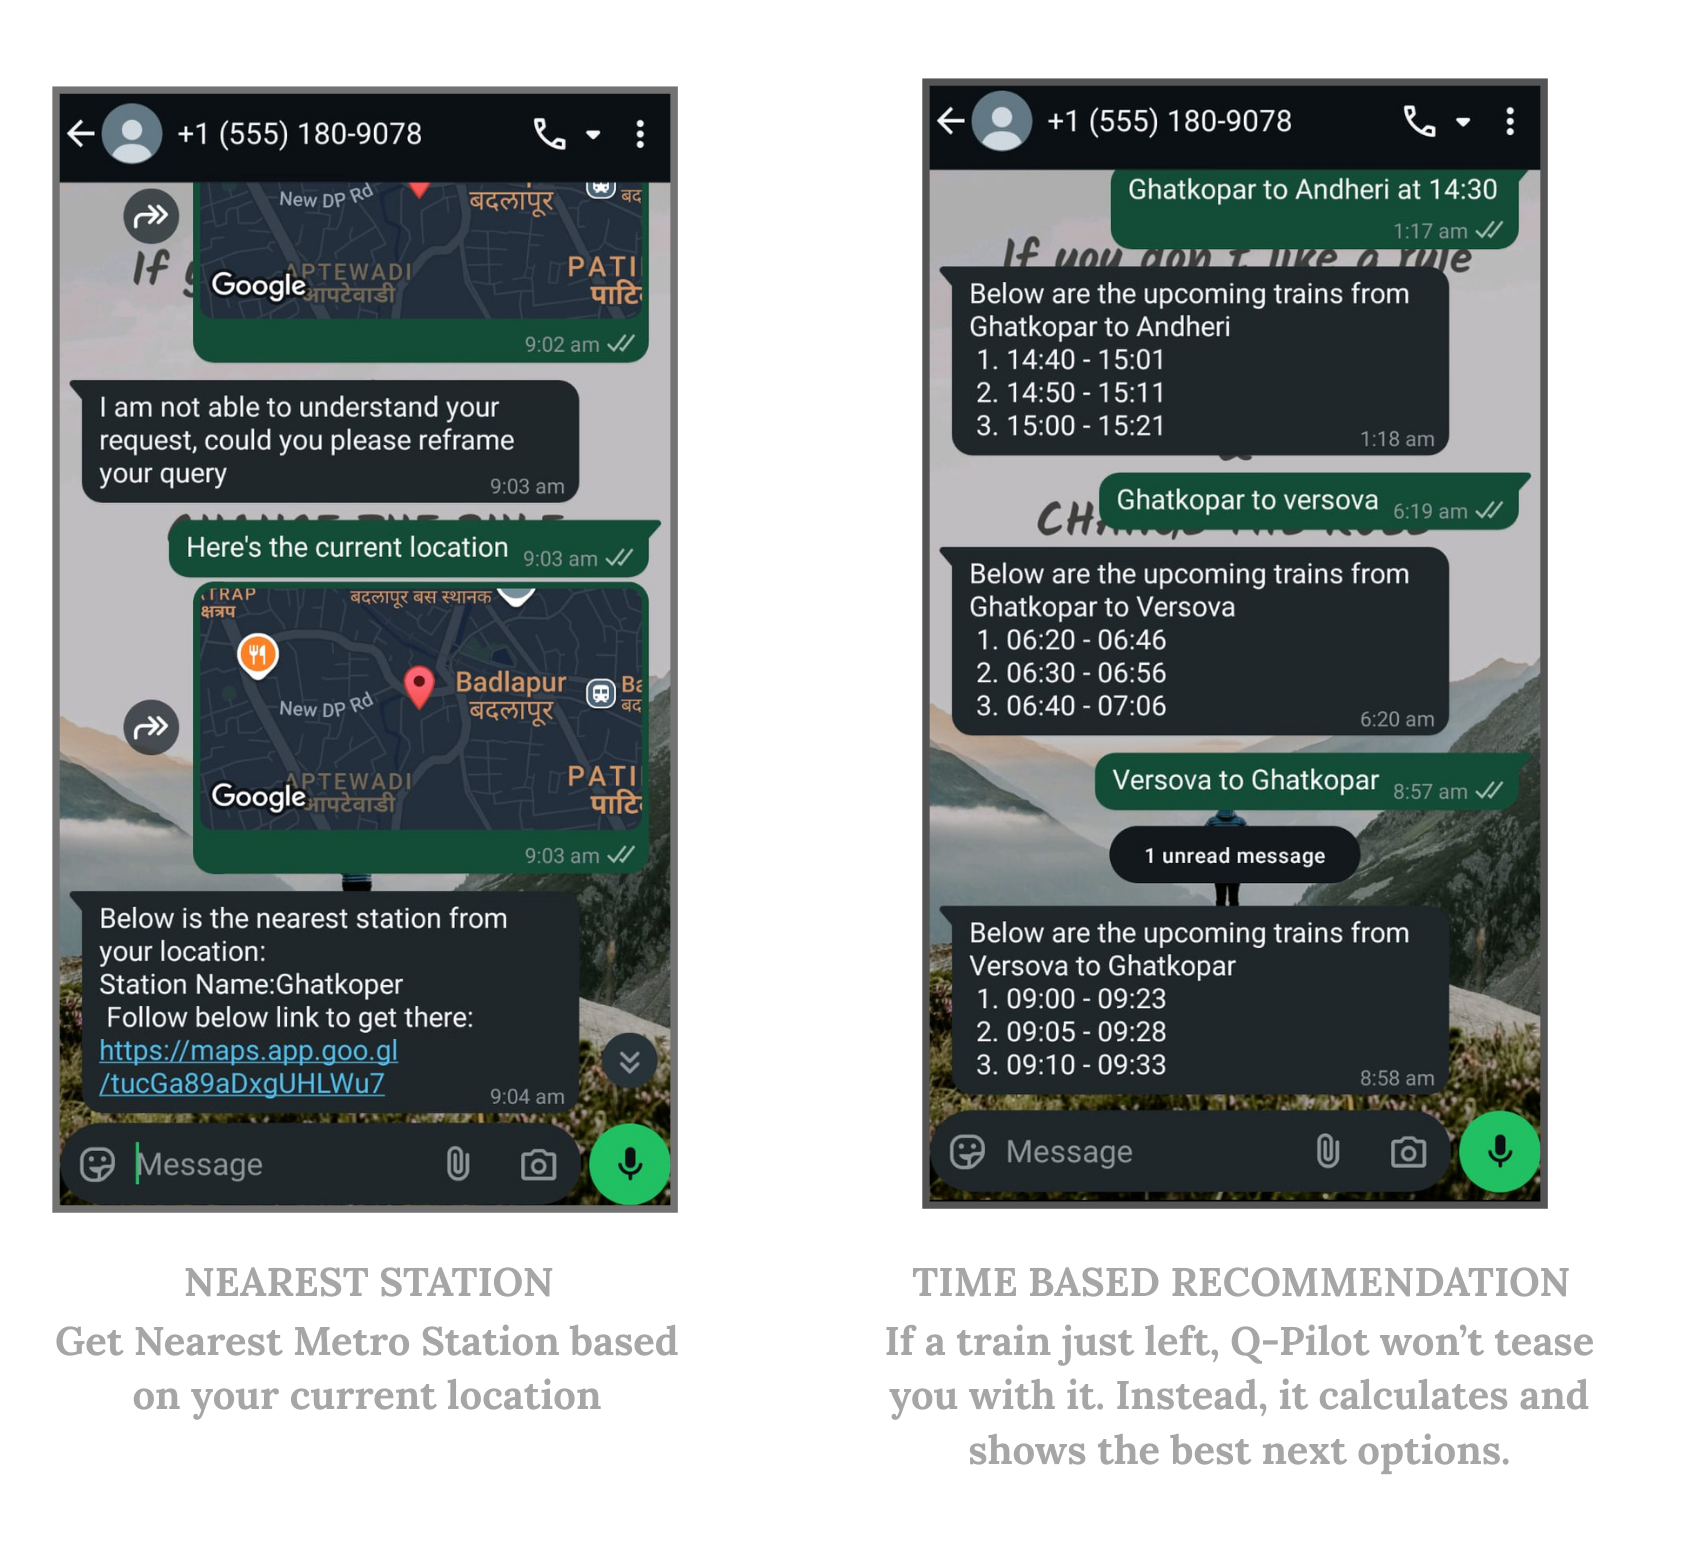 +1 (555) 180-9078
New DP Rd
बदलापूर
बद
If
APTEWADI
आपटेवाडी
PATI
पाटि
Google
9:02 am
I am not able to understand your
request, could you please reframe
your query
9:03 am
Here's the current location
9:03 am
TRAP
क्षत्रप
बदलापूर बस स्थानक
Badlapur
बदलापूर
Ba
बद
New DP Rd
APTEWADI
आपटेवाडी
PATI
पाटि
Google
9:03 am
Below is the nearest station from
your location:
Station Name:Ghatkoper
Follow below link to get there:
https://maps.app.goo.gl
/tucGa89aDxgUHLWu7
9:04 am
Message
NEAREST STATION
Get Nearest Metro Station based
on your current location
+1 (555) 180-9078
Ghatkopar to Andheri at 14:30
1:17 am
If you don't like a rule
Below are the upcoming trains from
Ghatkopar to Andheri
1. 14:40 - 15:01
2. 14:50 - 15:11
3. 15:00 - 15:21
1:18 am
Ghatkopar to versova
6:19 am
Below are the upcoming trains from
Ghatkopar to Versova
1. 06:20 - 06:46
2. 06:30 - 06:56
3. 06:40 - 07:06
6:20 am
Versova to Ghatkopar
8:57 am
1 unread message
Below are the upcoming trains from
Versova to Ghatkopar
1. 09:00 - 09:23
2. 09:05 - 09:28
3. 09:10 - 09:33
8:58 am
Message
TIME BASED RECOMMENDATION
If a train just left, Q-Pilot won’t tease
you with it. Instead, it calculates and
shows the best next options.